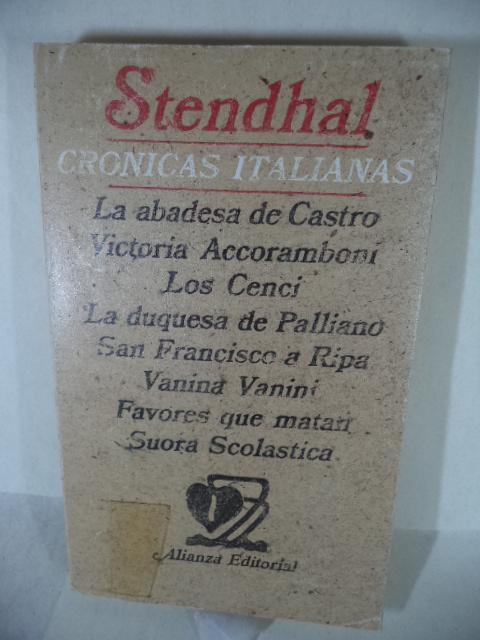 Stendhal
CRONICAS ITALIANAS
La abadesa de Castro
Victoria Accoramboni
Los Cenci
La duquesa de Palliano
San Francisco a Ripa
Vanina Vanini
Favores que matan
Suora Scolastica
Alianza Editorial